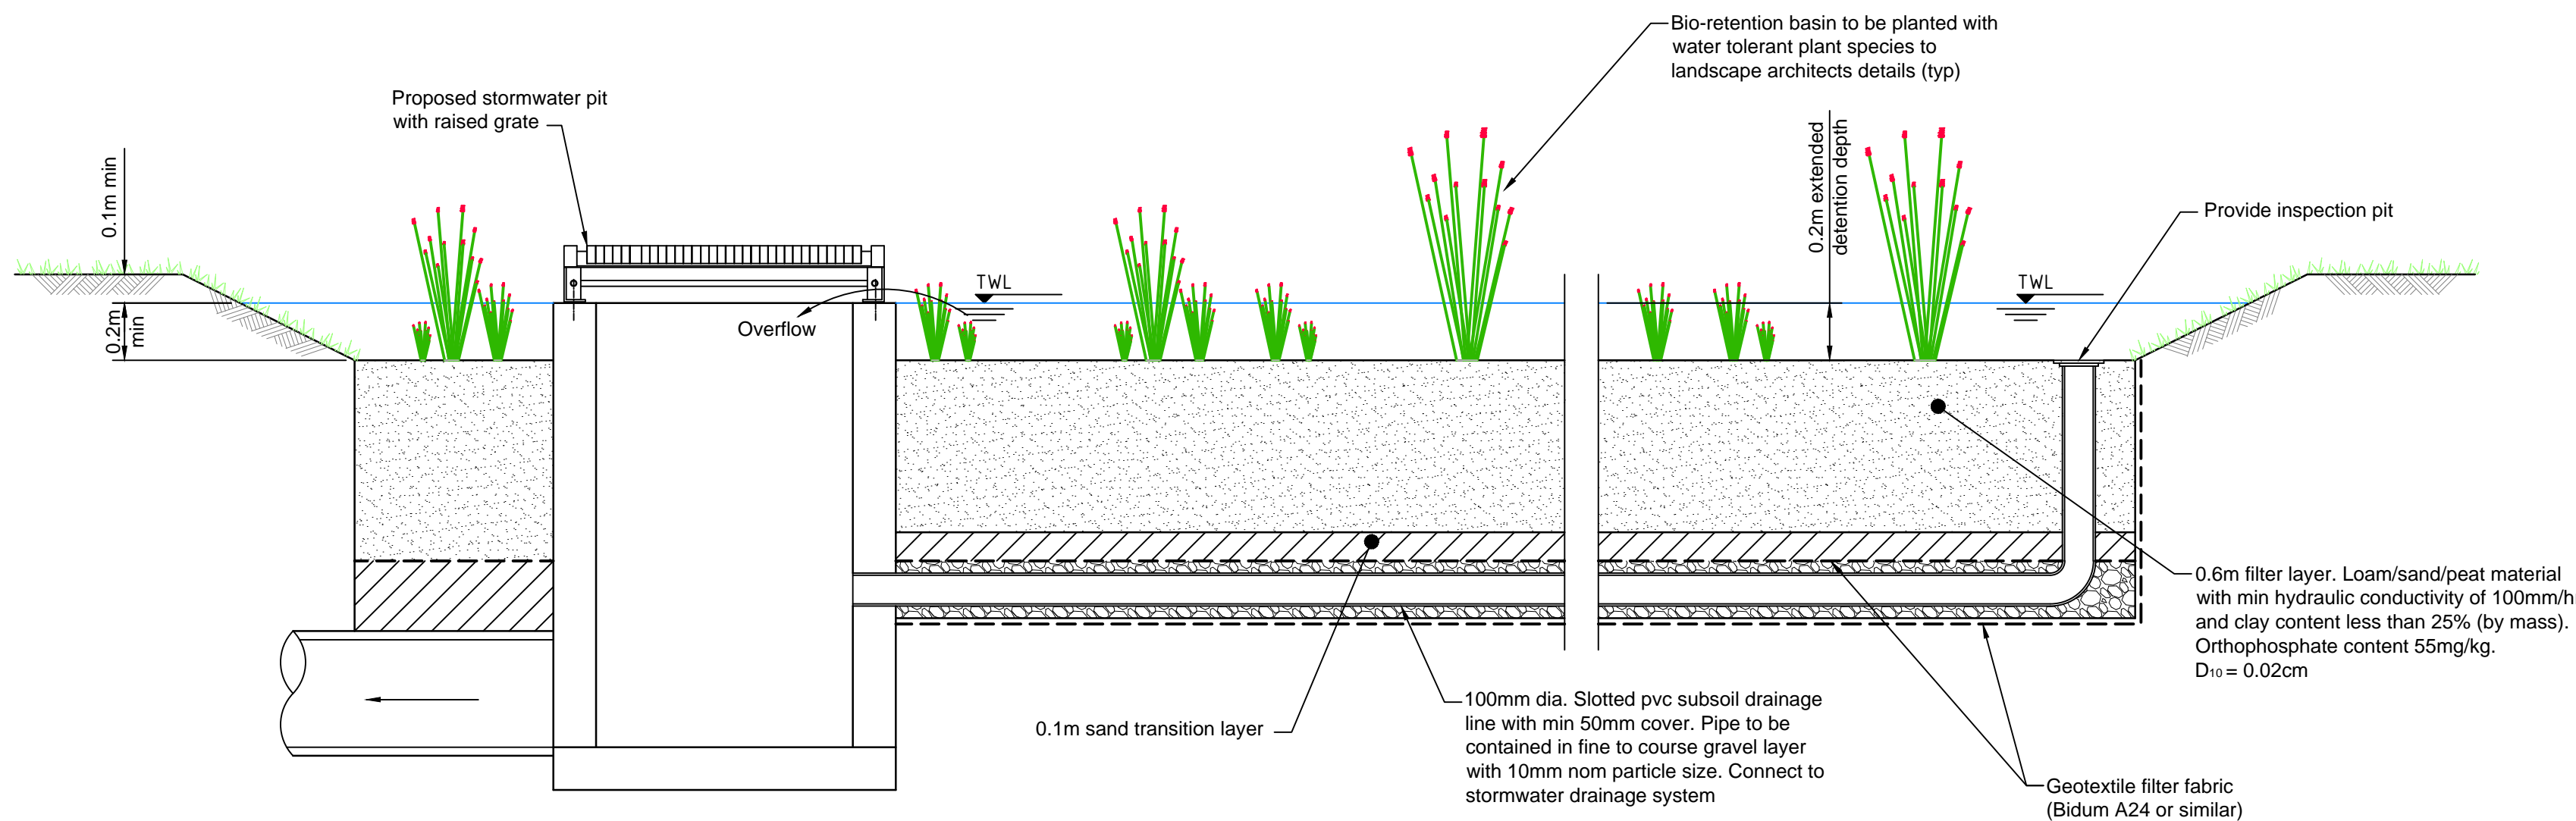 Bio-retention basin to be planted with
water tolerant plant species to
landscape architects details (typ)
Proposed stormwater pit
with raised grate
0.1m min
0.2m
min
Overflow
TWL
0.2m extended
detention depth
TWL
Provide inspection pit
0.6m filter layer. Loam/sand/peat material
with min hydraulic conductivity of 100mm/h
and clay content less than 25% (by mass).
Orthophosphate content 55mg/kg.
D10 = 0.02cm
0.1m sand transition layer
100mm dia. Slotted pvc subsoil drainage
line with min 50mm cover. Pipe to be
contained in fine to course gravel layer
with 10mm nom particle size. Connect to
stormwater drainage system
Geotextile filter fabric
(Bidum A24 or similar)